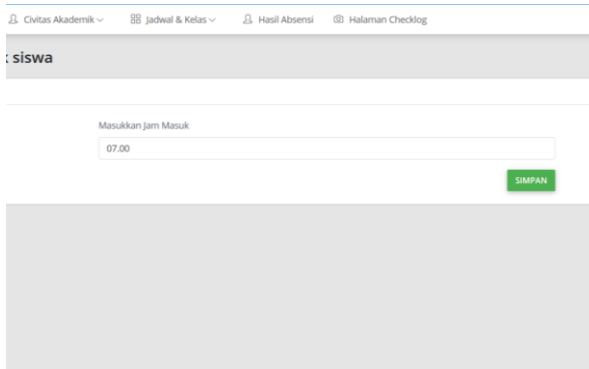 Civitas Akademik Jadwal & Kelas Hasil Absensi Halaman Checklog
siswa
Masukkan Jam Masuk
07.00
SIMPAN